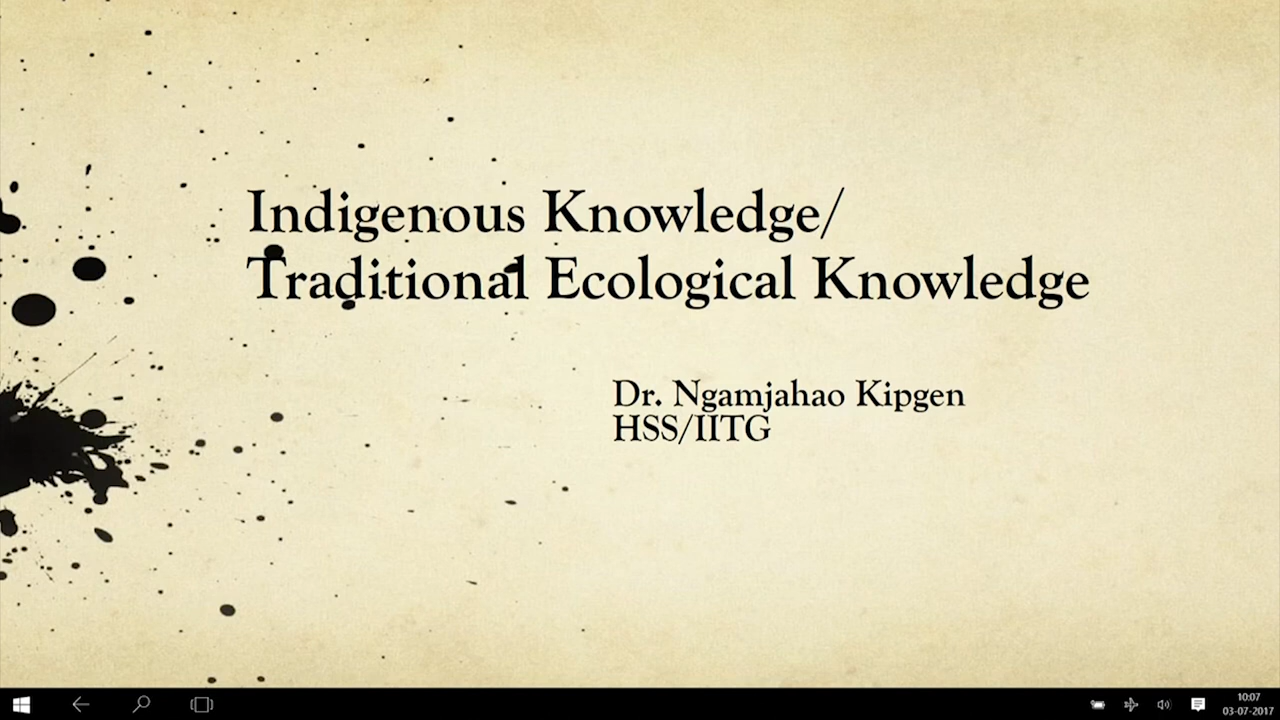 Indigenous Knowledge/
Traditional Ecological Knowledge
Dr. Ngamjahao Kipgen
HSS/IITG
10:07
03-07-2017